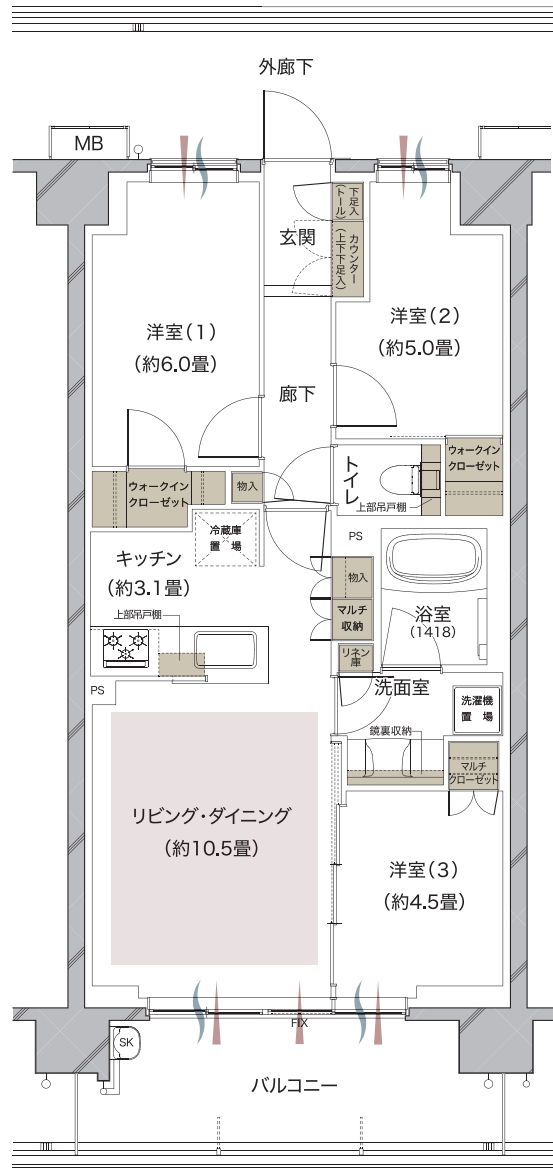 外廊下
MB
下足入
(トール)
玄関
カウンター
(上下下足入)
洋室(1)
(約6.0畳)
洋室(2)
(約5.0畳)
廊下
トイレ
上部吊戸棚
ウォークイン
クローゼット
ウォークイン
クローゼット
物入
冷蔵庫
置場
PS
キッチン
(約3.1畳)
上部吊戸棚
物入
マルチ
収納
浴室
(1418)
リネン
庫
洗面室
洗濯機
置場
PS
鏡裏収納
マルチ
クローゼット
リビング・ダイニング
(約10.5畳)
洋室(3)
(約4.5畳)
FIX
SK
バルコニー